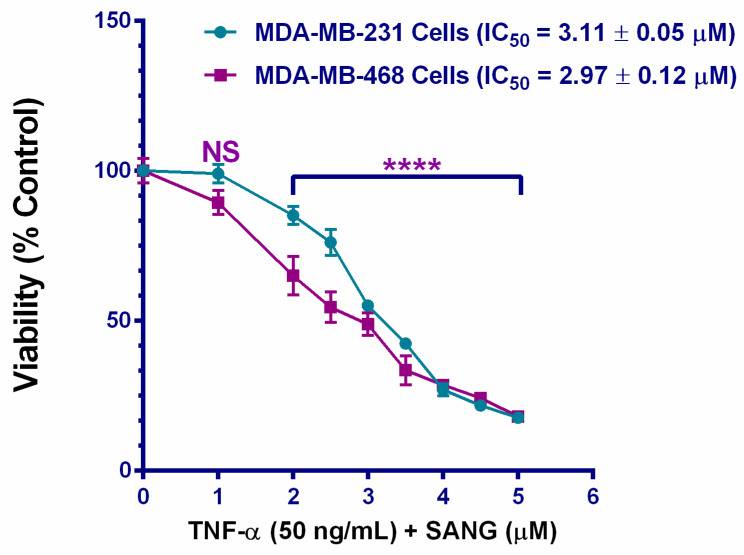 MDA-MB-231 Cells (IC50 = 3.11 ± 0.05 µM)
MDA-MB-468 Cells (IC50 = 2.97 ± 0.12 µM)
Viability (% Control)
150
100
50
0
NS
****
0 1 2 3 4 5 6
TNF-α (50 ng/mL) + SANG (µM)